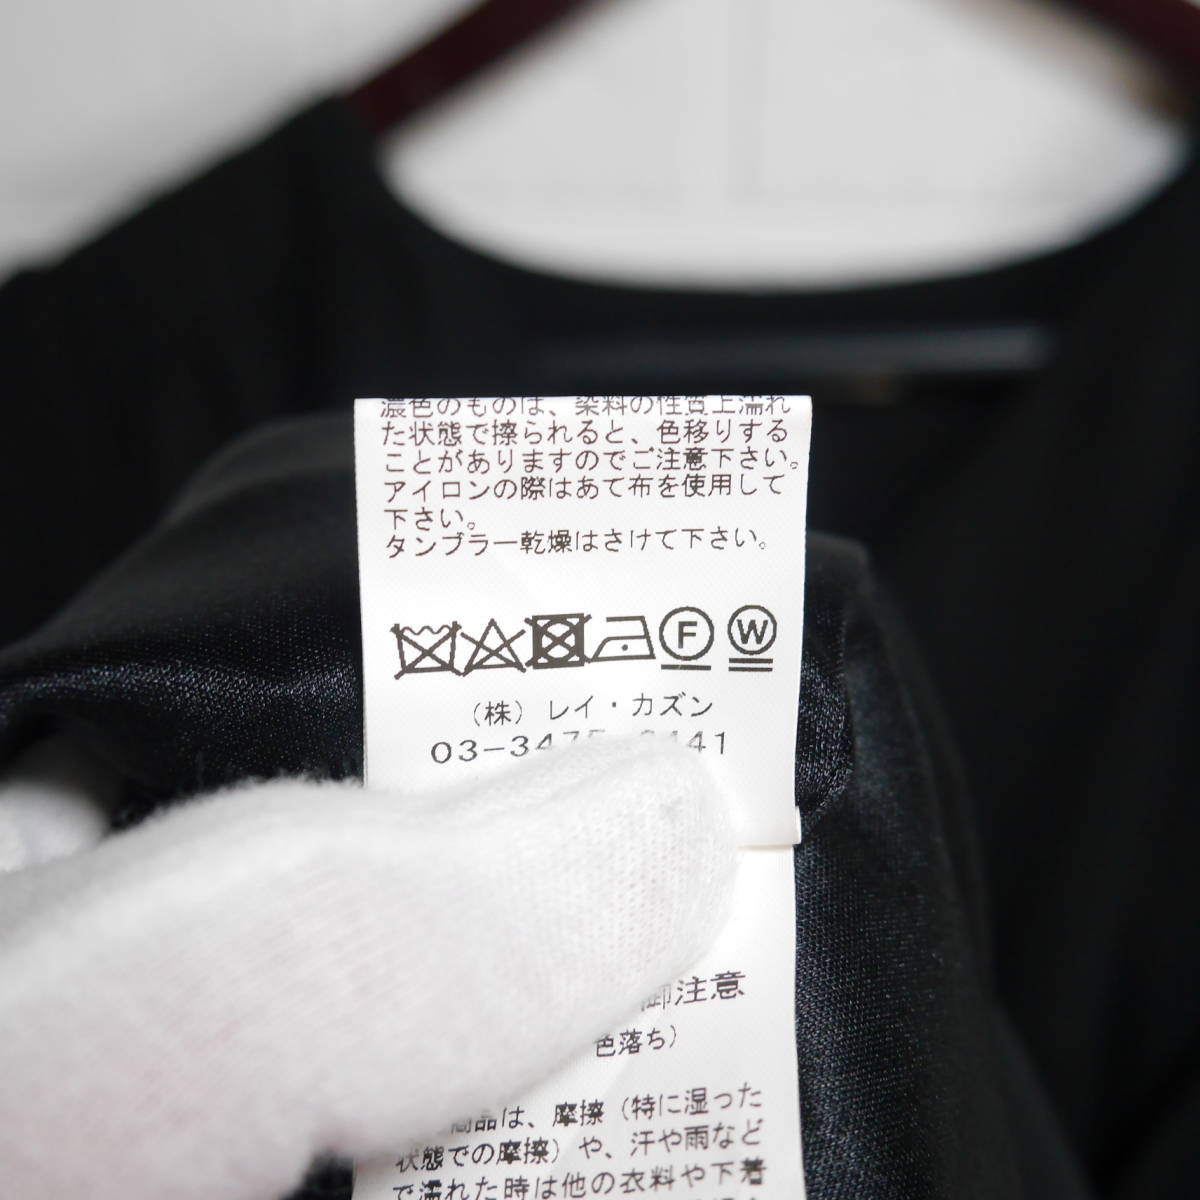 濃色のものは、染料の性質上濡れ
た状態で擦られると、色移りする
ことがありますのでご注意下さい。
アイロンの際はあて布を使用して
下さい。
タンブラー乾燥はさけて下さい。
F W
（株）レイ・カズン
03-3475
御注意
色落ち）
商品は、摩擦（特に湿った
状態での摩擦）や、汗や雨など
で濡れた時は他の衣料や下着